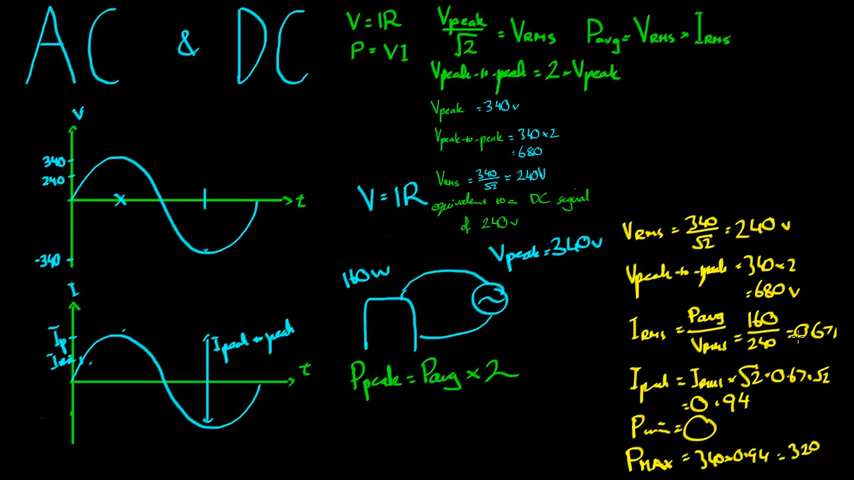 AC & DC
V=IR
P=VI
Vpeak/√2 = VRMS
Pavg = VRMS × IRMS
Vpeak-to-peak = 2 × Vpeak
Vpeak = 340v
Vpeak-to-peak = 340×2
= 680
VRMS = 340/√2 = 240V
equivalent to a DC signal
of 240v
V
340
240
-340
t
V=IR
Vpeak=340v
160w
Ppeak = Pavg × 2
I
Ip
t
Ipeak to peak
VRMS = 340/√2 = 240v
Vpeak-to-peak = 340×2
= 680v
IRMS = Pavg/VRMS = 160/240 = 0.67A
Ipeak = IRMS × √2 = 0.67×√2
= 0.94
Pmin = 0
PMAX = 340×0.94 = 320